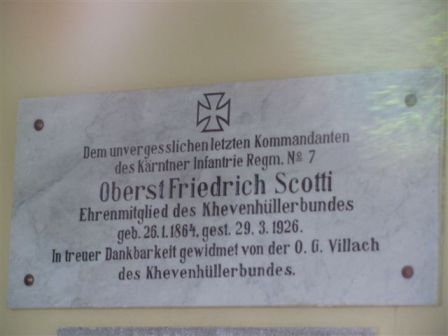 Dem unvergesslichen letzten Kommandanten
des Kärntner Infantrie Regm. No 7
Oberst Friedrich Scotti
Ehrenmitglied des Khevenhüllerbundes
geb. 26.1.1864, gest. 29.3.1926.
In treuer Dankbarkeit gewidmet von der O.G. Villach
des Khevenhüllerbundes.